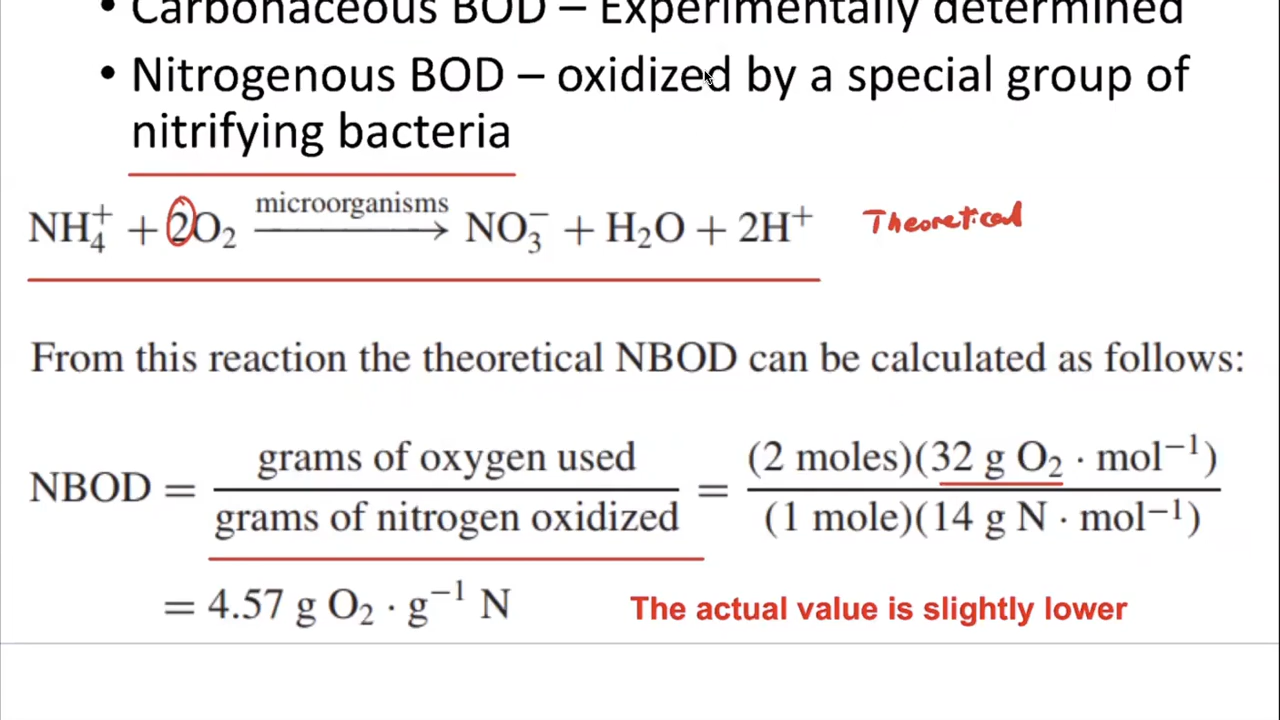 • Carbonaceous BOD – Experimentally determined
• Nitrogenous BOD – oxidized by a special group of
nitrifying bacteria
NH₄⁺ + 2O₂ —microorganisms→ NO₃⁻ + H₂O + 2H⁺ Theoretical
From this reaction the theoretical NBOD can be calculated as follows:
NBOD = grams of oxygen used / grams of nitrogen oxidized = (2 moles)(32 g O₂ · mol⁻¹) / (1 mole)(14 g N · mol⁻¹)
= 4.57 g O₂ · g⁻¹ N The actual value is slightly lower